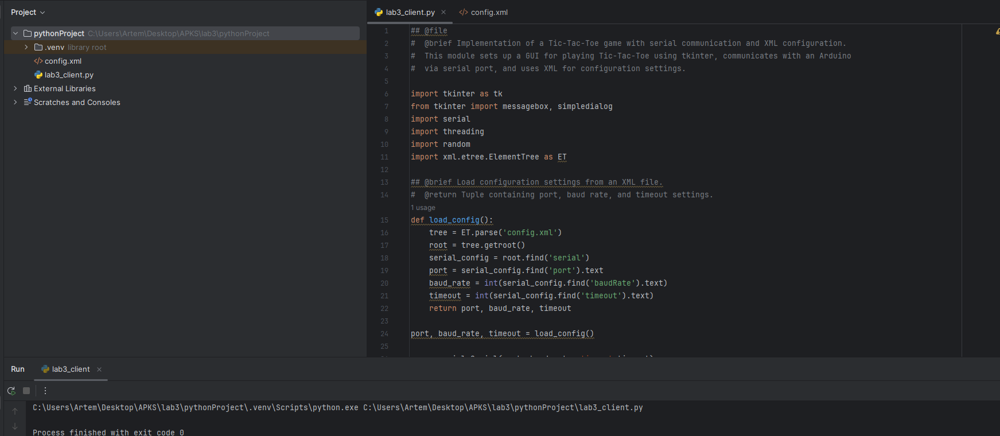 Project
pythonProject C:\Users\Artem\Desktop\APKS\lab3\pythonProject
.venv library root
config.xml
lab3_client.py
External Libraries
Scratches and Consoles
lab3_client.py
config.xml
1 ## @file
2 #  @brief Implementation of a Tic-Tac-Toe game with serial communication and XML configuration.
3 #  This module sets up a GUI for playing Tic-Tac-Toe using tkinter, communicates with an Arduino
4 #  via serial port, and uses XML for configuration settings.
5
6 import tkinter as tk
7 from tkinter import messagebox, simpledialog
8 import serial
9 import threading
10 import random
11 import xml.etree.ElementTree as ET
12
13 ## @brief Load configuration settings from an XML file.
14 #  @return Tuple containing port, baud rate, and timeout settings.
1 usage
15 def load_config():
16     tree = ET.parse('config.xml')
17     root = tree.getroot()
18     serial_config = root.find('serial')
19     port = serial_config.find('port').text
20     baud_rate = int(serial_config.find('baudRate').text)
21     timeout = int(serial_config.find('timeout').text)
22     return port, baud_rate, timeout
23
24 port, baud_rate, timeout = load_config()
25
Run
lab3_client
C:\Users\Artem\Desktop\APKS\lab3\pythonProject\.venv\Scripts\python.exe C:\Users\Artem\Desktop\APKS\lab3\pythonProject\lab3_client.py
Process finished with exit code 0